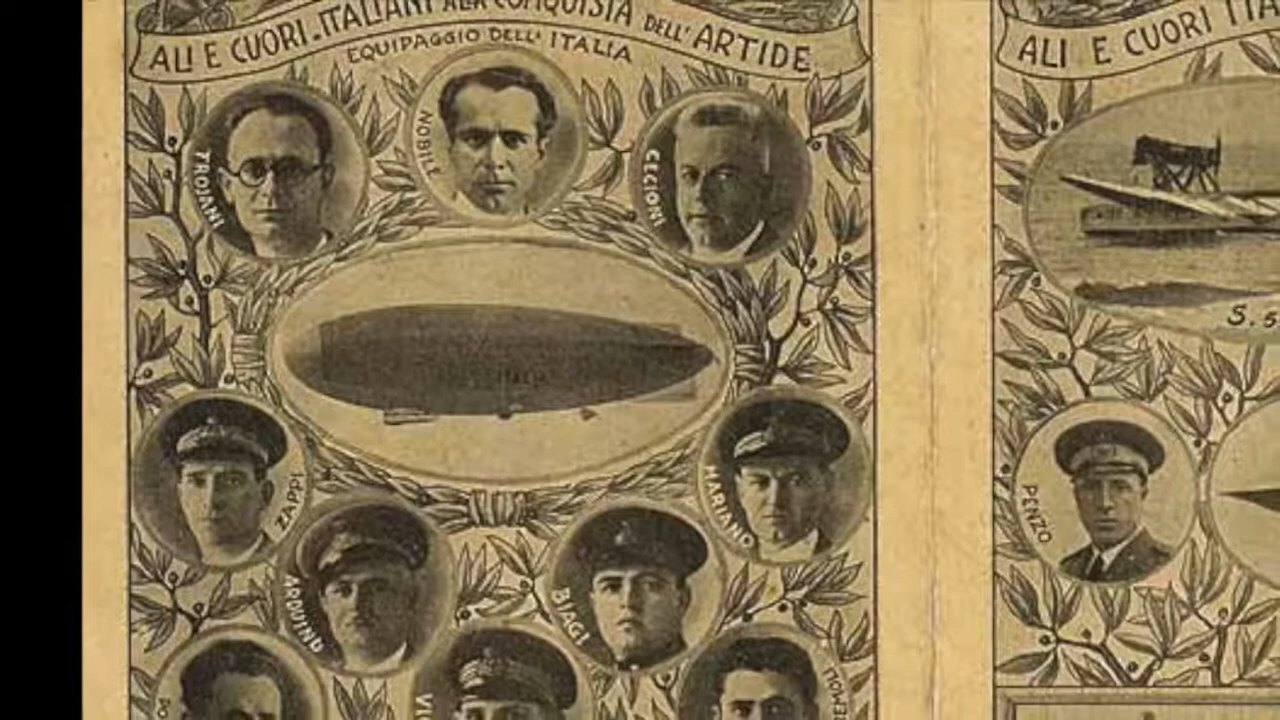 ALI E CUORI ITALIANI ALLA CONQUISTA DELL' ARTIDE
EQUIPAGGIO DELL' ITALIA
TROJANI
NOBILE
CECIONI
ZAPPI
MARIANO
ARDUINO
BIAGI
ALI E CUORI
S.
PENZO